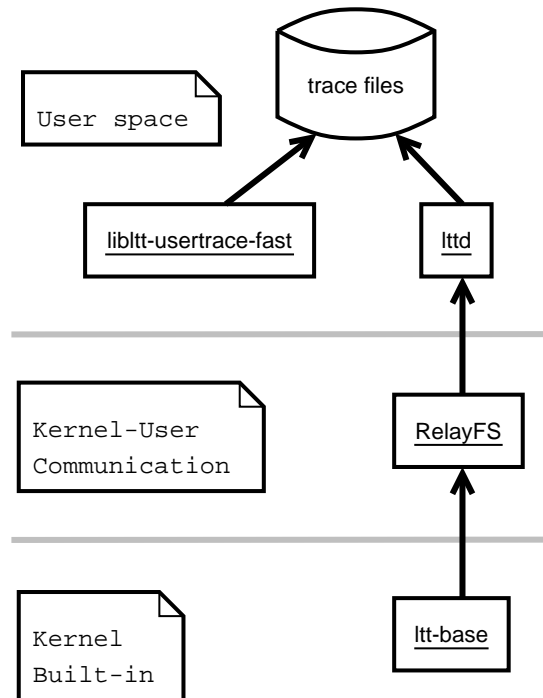 trace files
User space
libltt-usertrace-fast
lttd
Kernel-User
Communication
RelayFS
Kernel
Built-in
ltt-base